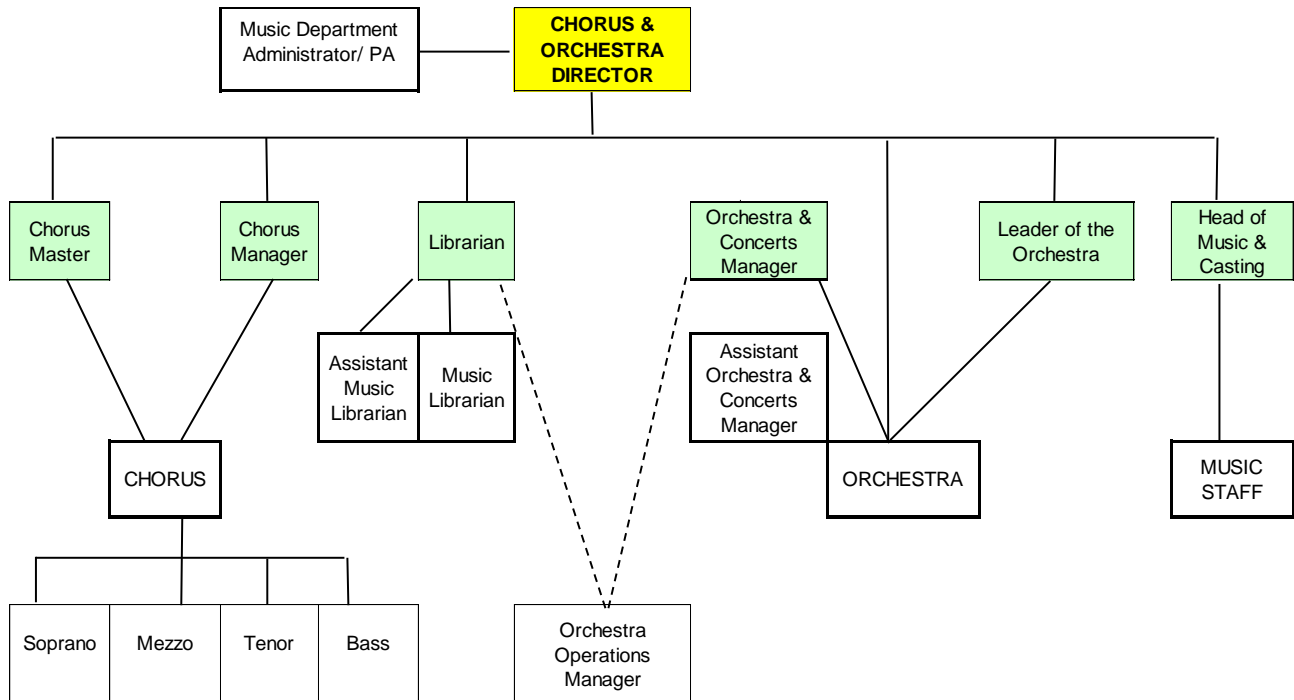 Music Department
Administrator/ PA
CHORUS &
ORCHESTRA
DIRECTOR
Chorus
Master
Chorus
Manager
Librarian
Orchestra &
Concerts
Manager
Leader of the
Orchestra
Head of
Music &
Casting
Assistant
Music
Librarian
Music
Librarian
Assistant
Orchestra &
Concerts
Manager
CHORUS
ORCHESTRA
MUSIC
STAFF
Soprano
Mezzo
Tenor
Bass
Orchestra
Operations
Manager